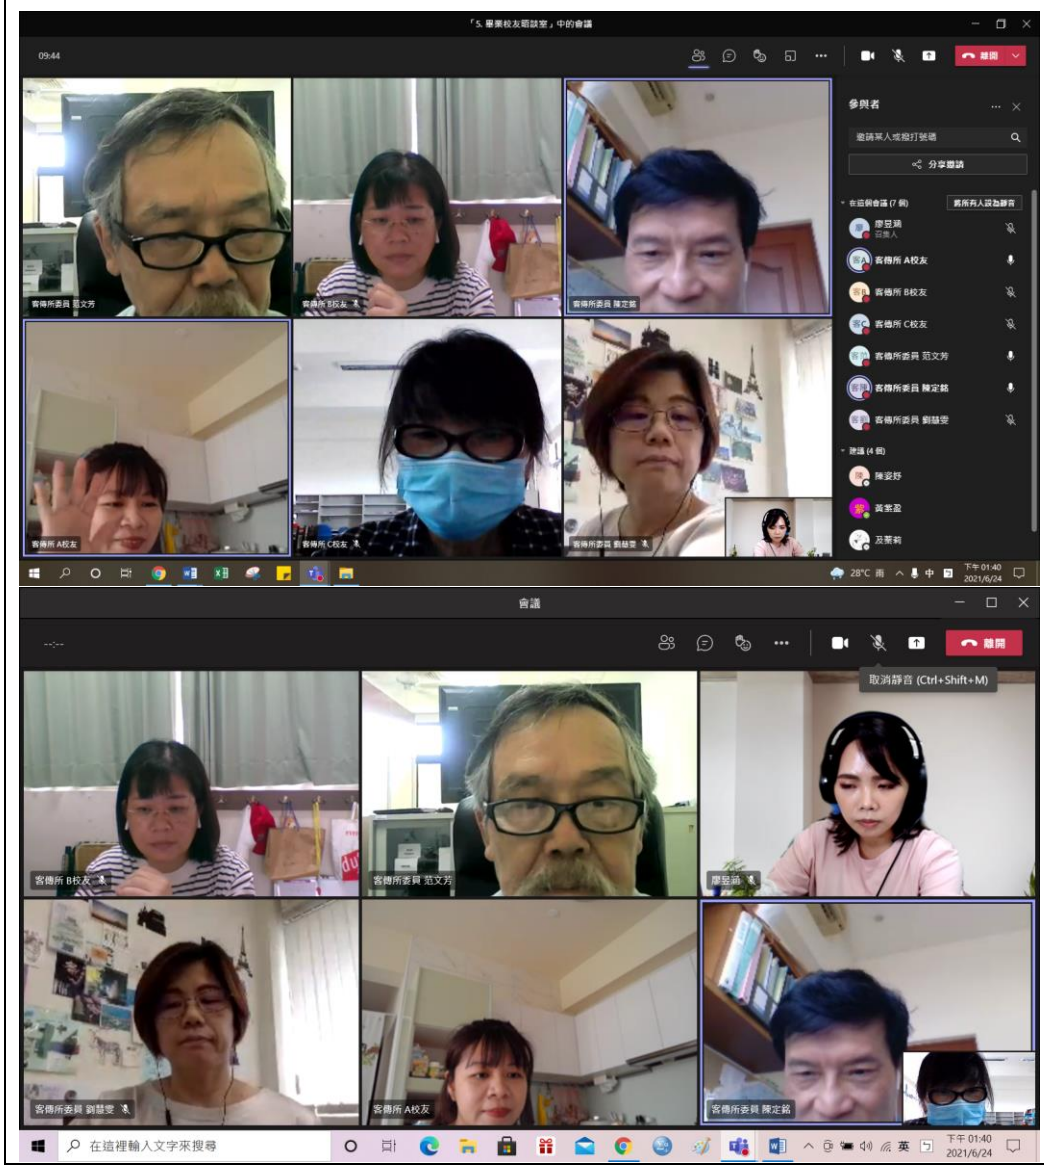 「5. 畢業校友晤談室」中的會議
09:44
離開
參與者
邀請某人或撥打號碼
分享邀請
在這個會議 (7 個)
將所有人設為靜音
廖昱涵
召集人
客A 客傳所 A校友
客B 客傳所 B校友
客C 客傳所 C校友
客傳所委員 范文芳
客傳所委員 陳定銘
客傳所委員 劉慧雯
建議 (4 個)
陳姿妤
黃紫盈
客傳所委員 范文芳
客傳所 B校友
客傳所委員 陳定銘
客傳所 A校友
客傳所 C校友
客傳所委員 劉慧雯
28°C 雨
中
下午 01:40
2021/6/24
會議
--:--
離開
取消靜音 (Ctrl+Shift+M)
客傳所 B校友
客傳所委員 范文芳
廖昱涵
客傳所委員 劉慧雯
客傳所 A校友
客傳所委員 陳定銘
在這裡輸入文字來搜尋
英
下午 01:40
2021/6/24